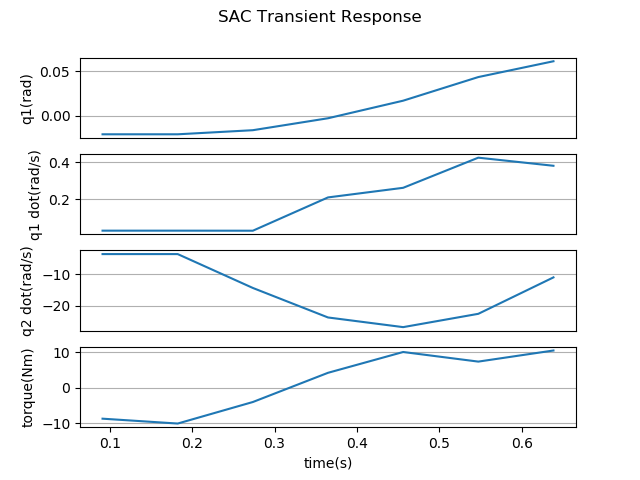 SAC Transient Response
0.05
0.00
q1(rad)
0.4
0.2
q1 dot(rad/s)
−10
−20
q2 dot(rad/s)
10
0
−10
torque(Nm)
0.1 0.2 0.3 0.4 0.5 0.6
time(s)